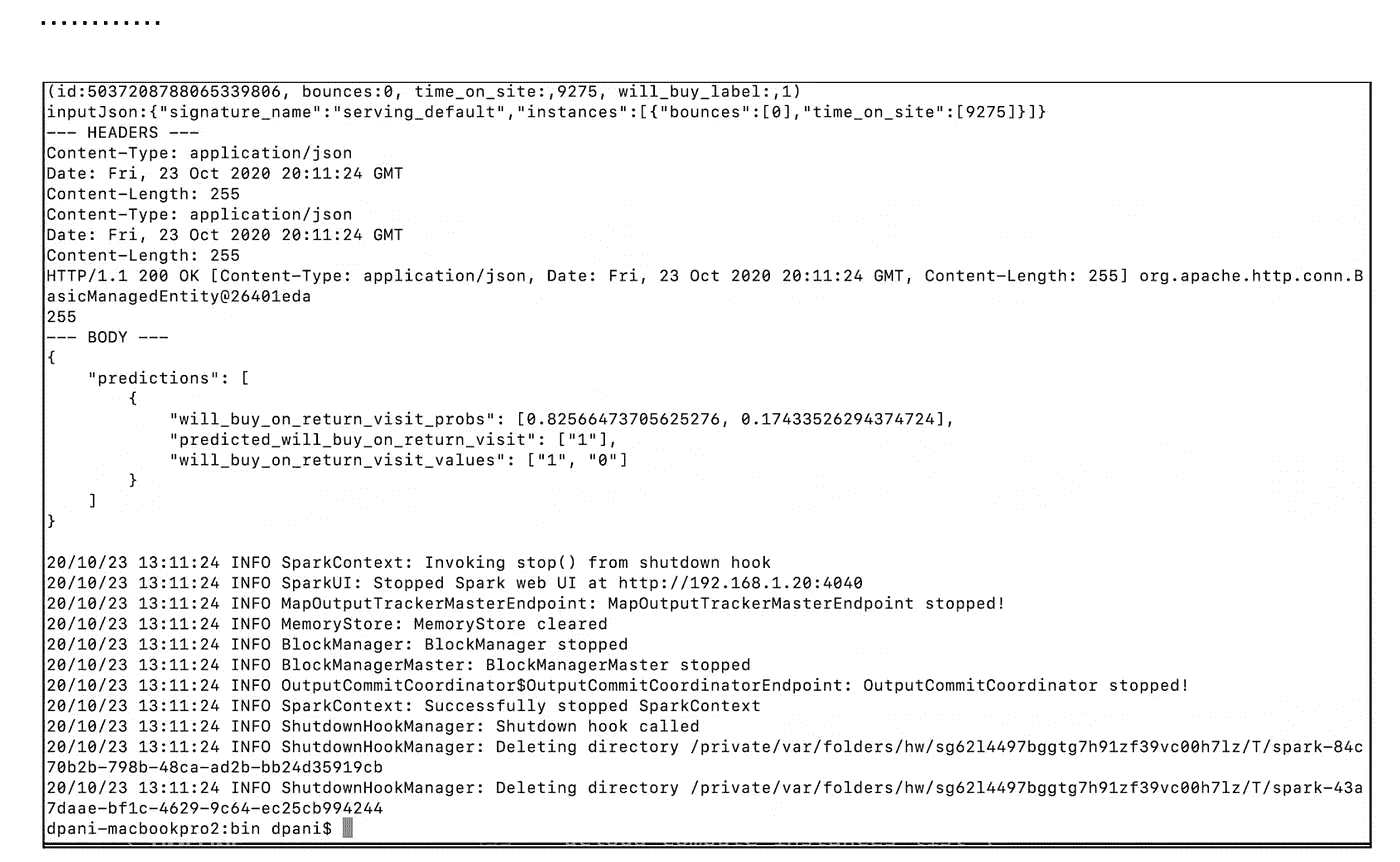 ............
(id:5037208788065339806, bounces:0, time_on_site:,9275, will_buy_label:,1)
inputJson:{"signature_name":"serving_default","instances":[{"bounces":[0],"time_on_site":[9275]}]}
--- HEADERS ---
Content-Type: application/json
Date: Fri, 23 Oct 2020 20:11:24 GMT
Content-Length: 255
Content-Type: application/json
Date: Fri, 23 Oct 2020 20:11:24 GMT
Content-Length: 255
HTTP/1.1 200 OK [Content-Type: application/json, Date: Fri, 23 Oct 2020 20:11:24 GMT, Content-Length: 255] org.apache.http.conn.B
asicManagedEntity@26401eda
255
--- BODY ---
{
    "predictions": [
        {
            "will_buy_on_return_visit_probs": [0.82566473705625276, 0.17433526294374724],
            "predicted_will_buy_on_return_visit": ["1"],
            "will_buy_on_return_visit_values": ["1", "0"]
        }
    ]
}
20/10/23 13:11:24 INFO SparkContext: Invoking stop() from shutdown hook
20/10/23 13:11:24 INFO SparkUI: Stopped Spark web UI at http://192.168.1.20:4040
20/10/23 13:11:24 INFO MapOutputTrackerMasterEndpoint: MapOutputTrackerMasterEndpoint stopped!
20/10/23 13:11:24 INFO MemoryStore: MemoryStore cleared
20/10/23 13:11:24 INFO BlockManager: BlockManager stopped
20/10/23 13:11:24 INFO BlockManagerMaster: BlockManagerMaster stopped
20/10/23 13:11:24 INFO OutputCommitCoordinator$OutputCommitCoordinatorEndpoint: OutputCommitCoordinator stopped!
20/10/23 13:11:24 INFO SparkContext: Successfully stopped SparkContext
20/10/23 13:11:24 INFO ShutdownHookManager: Shutdown hook called
20/10/23 13:11:24 INFO ShutdownHookManager: Deleting directory /private/var/folders/hw/sg62l4497bggtg7h91zf39vc00h7lz/T/spark-84c
70b2b-798b-48ca-ad2b-bb24d35919cb
20/10/23 13:11:24 INFO ShutdownHookManager: Deleting directory /private/var/folders/hw/sg62l4497bggtg7h91zf39vc00h7lz/T/spark-43a
7daae-bf1c-4629-9c64-ec25cb994244
dpani-macbookpro2:bin dpani$